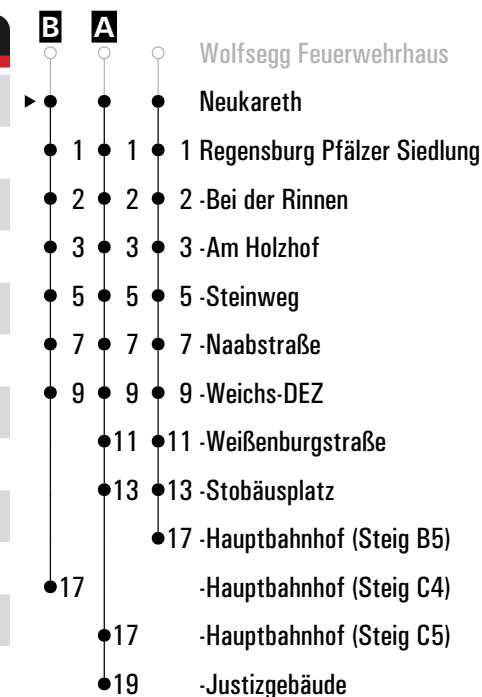 B A
Wolfsegg Feuerwehrhaus
Neukareth
1 1 1 Regensburg Pfälzer Siedlung
2 2 2 -Bei der Rinnen
3 3 3 -Am Holzhof
5 5 5 -Steinweg
7 7 7 -Naabstraße
9 9 9 -Weichs-DEZ
11 11 -Weißenburgstraße
13 13 -Stobäusplatz
17 -Hauptbahnhof (Steig B5)
17 -Hauptbahnhof (Steig C4)
17 -Hauptbahnhof (Steig C5)
19 -Justizgebäude